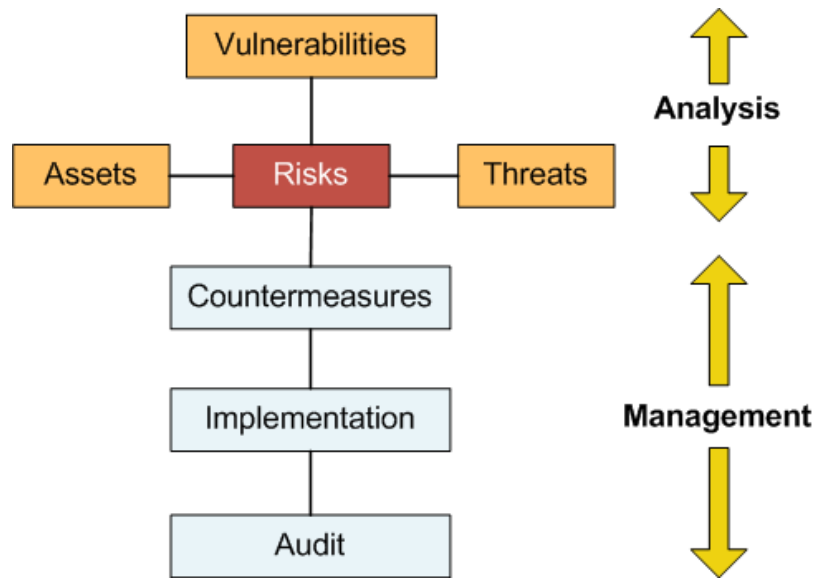 Vulnerabilities
Analysis
Assets
Risks
Threats
Countermeasures
Implementation
Management
Audit